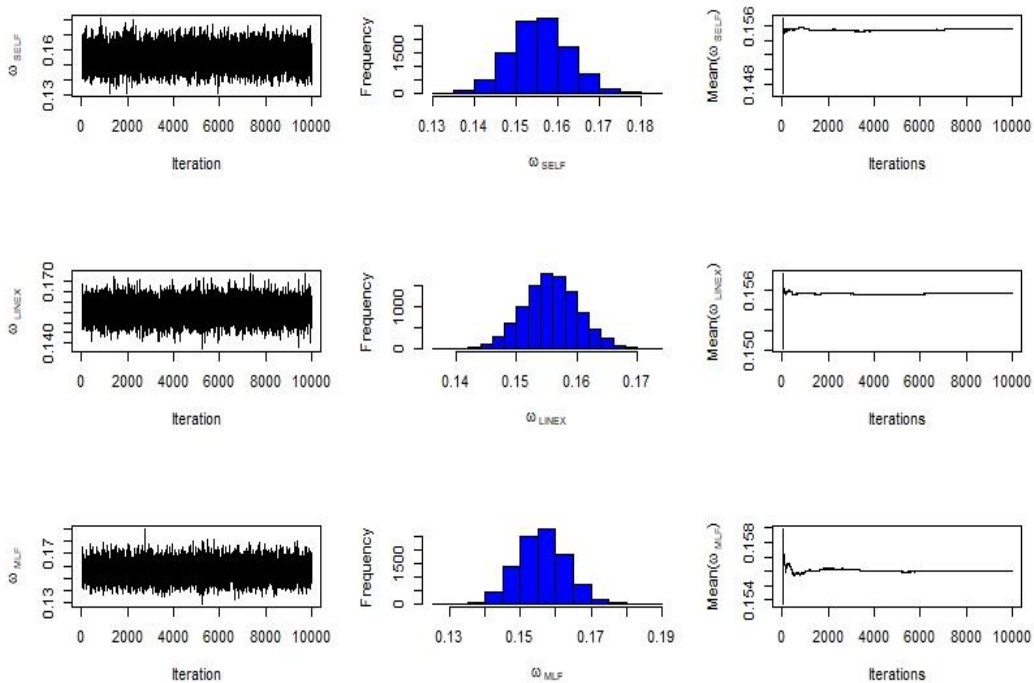 ω SELF
0.13 0.16
0 2000 4000 6000 8000 10000
Iteration
Frequency
0 1500
0.13 0.14 0.15 0.16 0.17 0.18
ω SELF
Mean(ω SELF)
0.148 0.156
0 2000 4000 6000 8000 10000
Iterations
ω LINEX
0.140 0.170
0 2000 4000 6000 8000 10000
Iteration
Frequency
0 1000
0.14 0.15 0.16 0.17
ω LINEX
Mean(ω LINEX)
0.150 0.156
0 2000 4000 6000 8000 10000
Iterations
ω MLF
0.13 0.17
0 2000 4000 6000 8000 10000
Iteration
Frequency
0 1500
0.13 0.15 0.17 0.19
ω MLF
Mean(ω MLF)
0.154 0.158
0 2000 4000 6000 8000 10000
Iterations